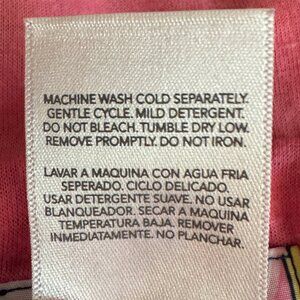 MACHINE WASH COLD SEPARATELY.
GENTLE CYCLE. MILD DETERGENT.
DO NOT BLEACH. TUMBLE DRY LOW.
REMOVE PROMPTLY. DO NOT IRON.
LAVAR A MAQUINA CON AGUA FRIA
SEPERADO. CICLO DELICADO.
USAR DETERGENTE SUAVE. NO USAR
BLANQUEADOR. SECAR A MAQUINA
TEMPERATURA BAJA. REMOVER
INMEDIATAMENTE. NO PLANCHAR.